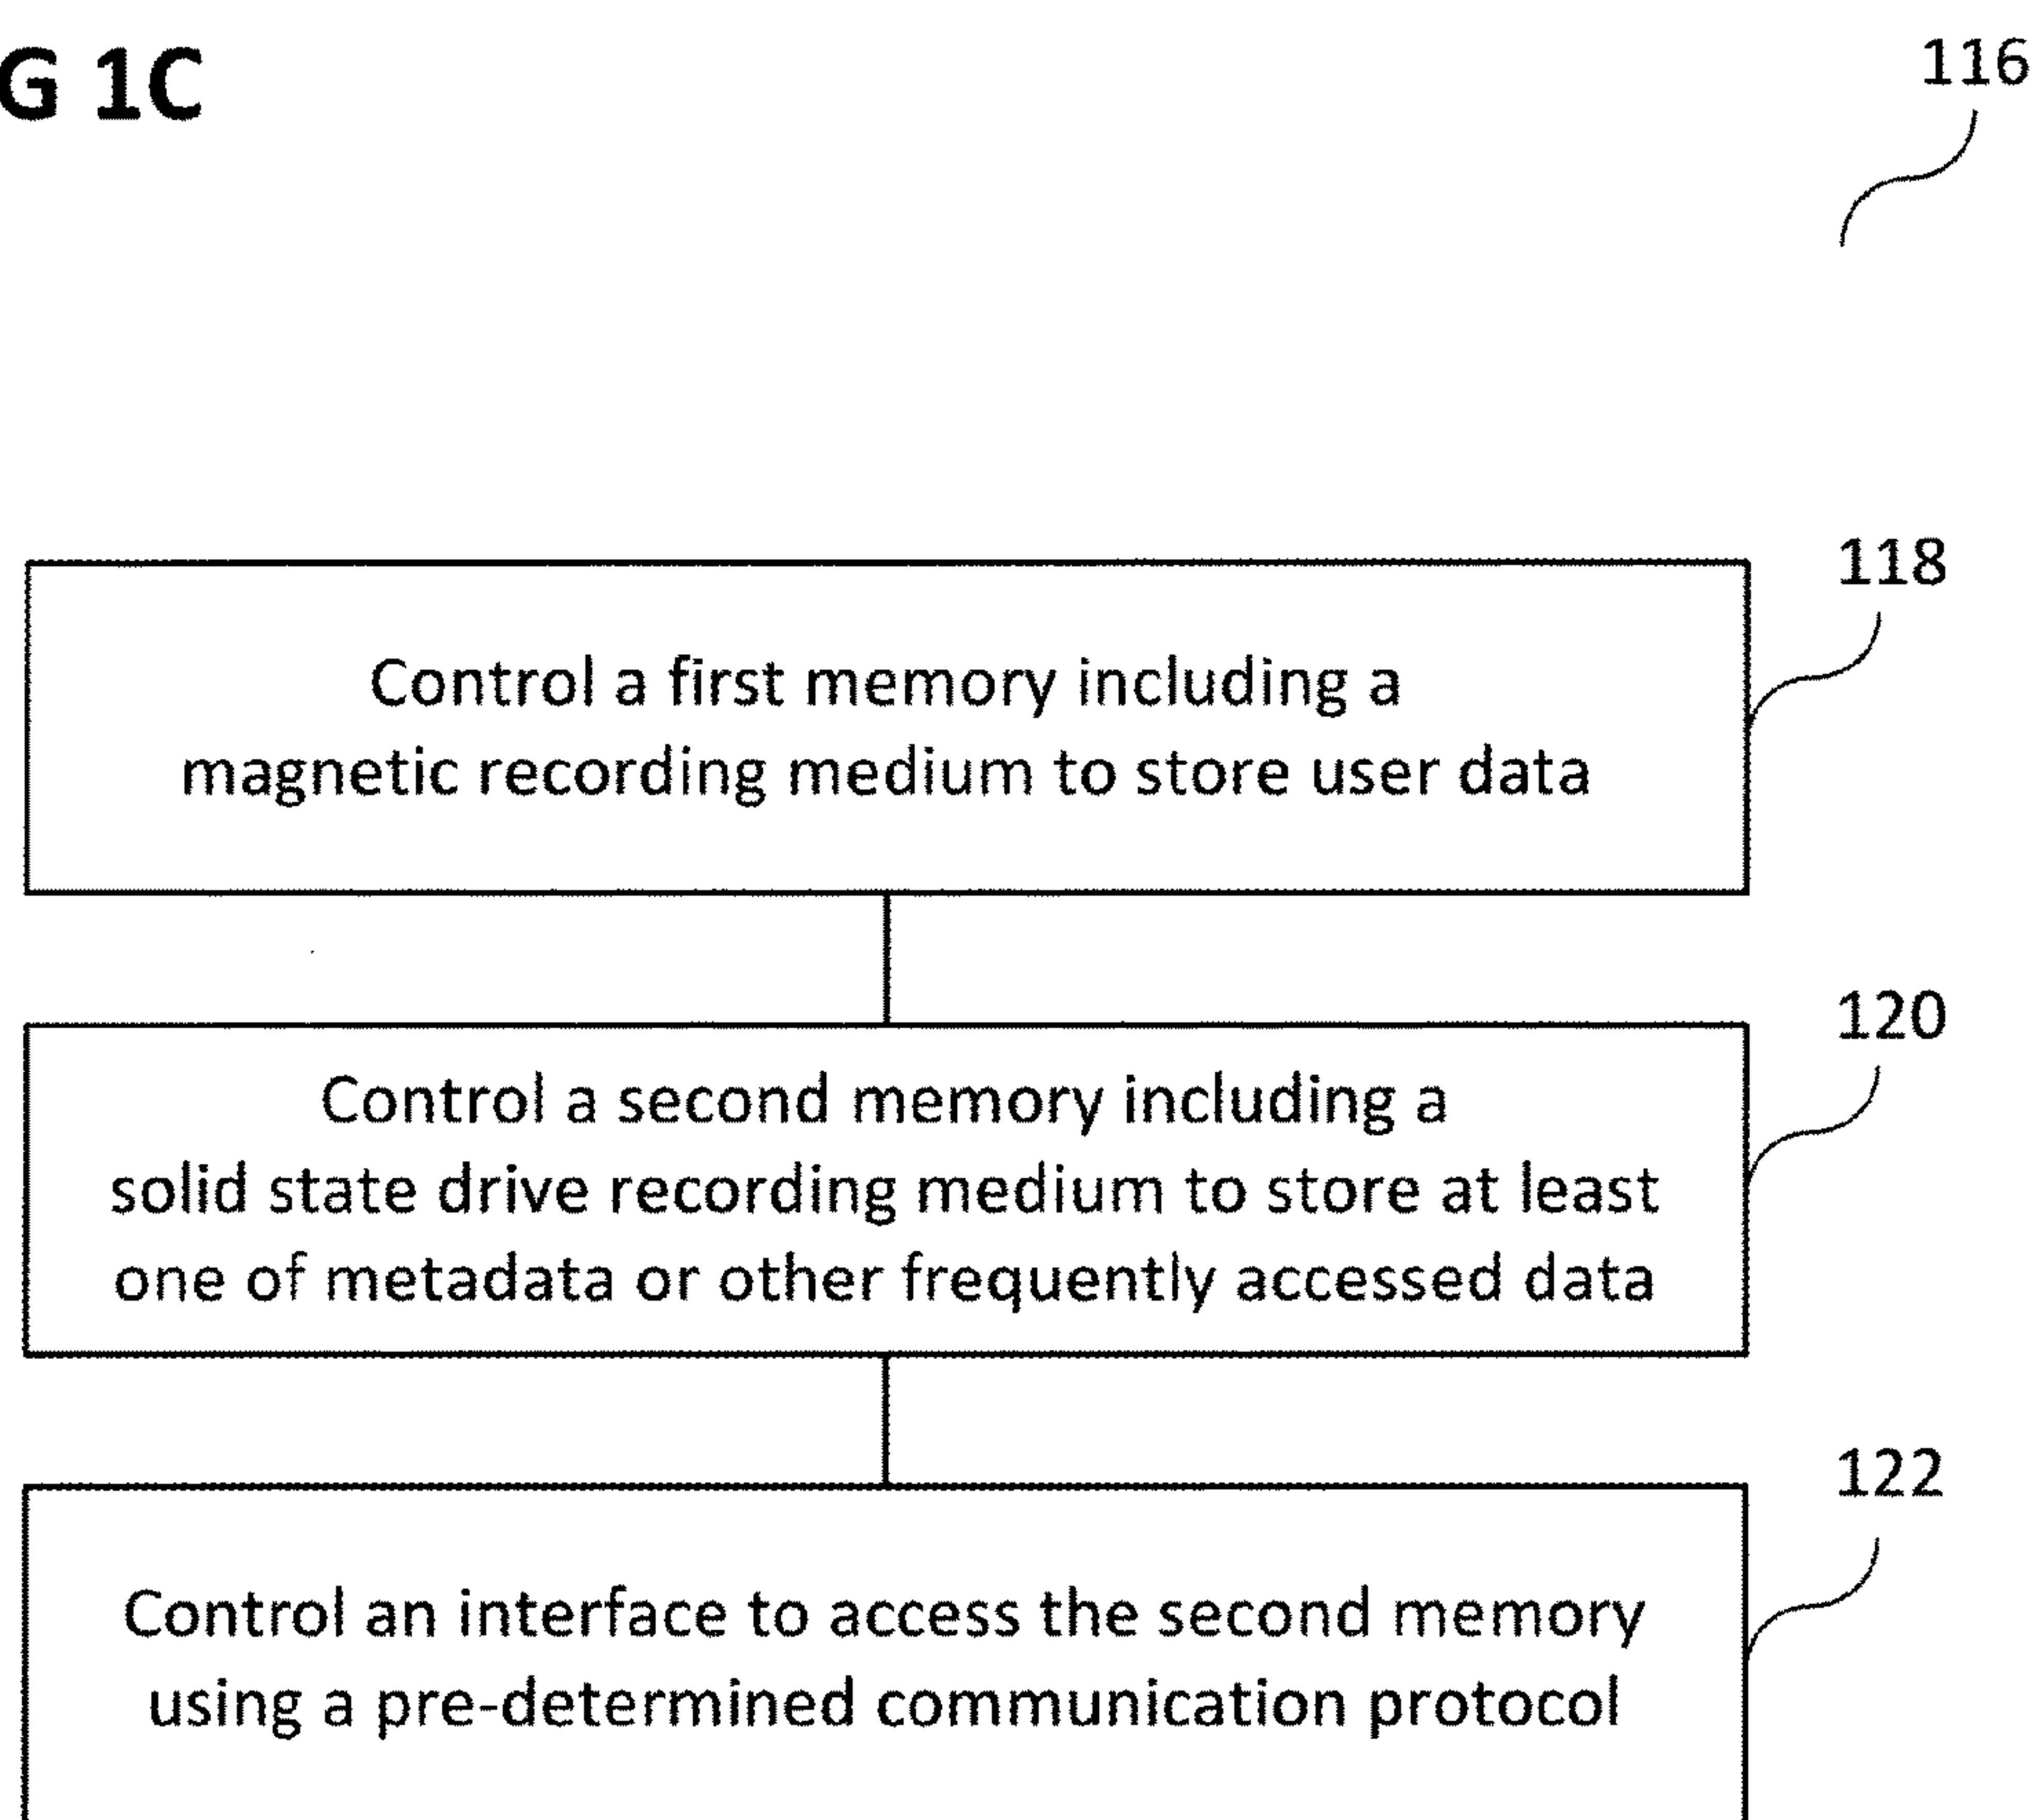 G 1C
116
118
Control a first memory including a
magnetic recording medium to store user data
120
Control a second memory including a
solid state drive recording medium to store at least
one of metadata or other frequently accessed data
122
Control an interface to access the second memory
using a pre-determined communication protocol